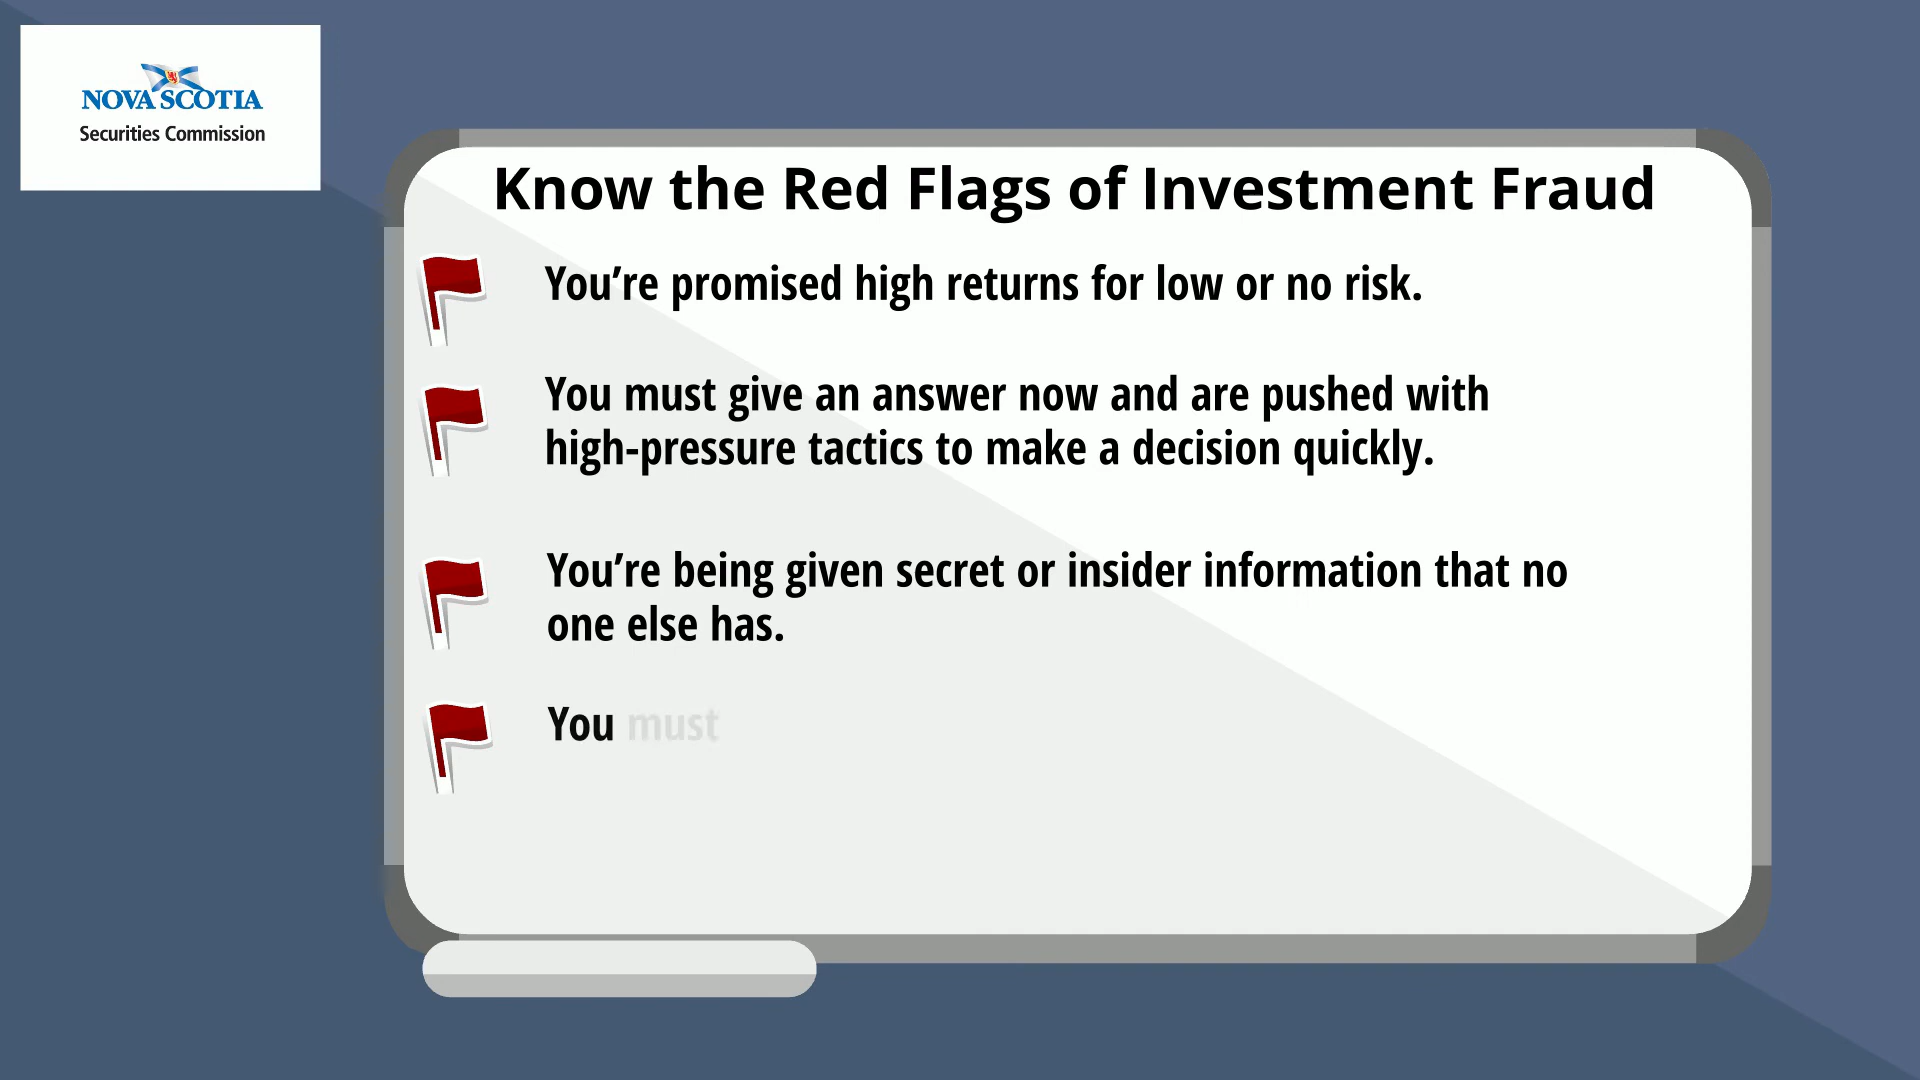 NOVA SCOTIA
Securities Commission
Know the Red Flags of Investment Fraud
You’re promised high returns for low or no risk.
You must give an answer now and are pushed with
high-pressure tactics to make a decision quickly.
You’re being given secret or insider information that no
one else has.
You must